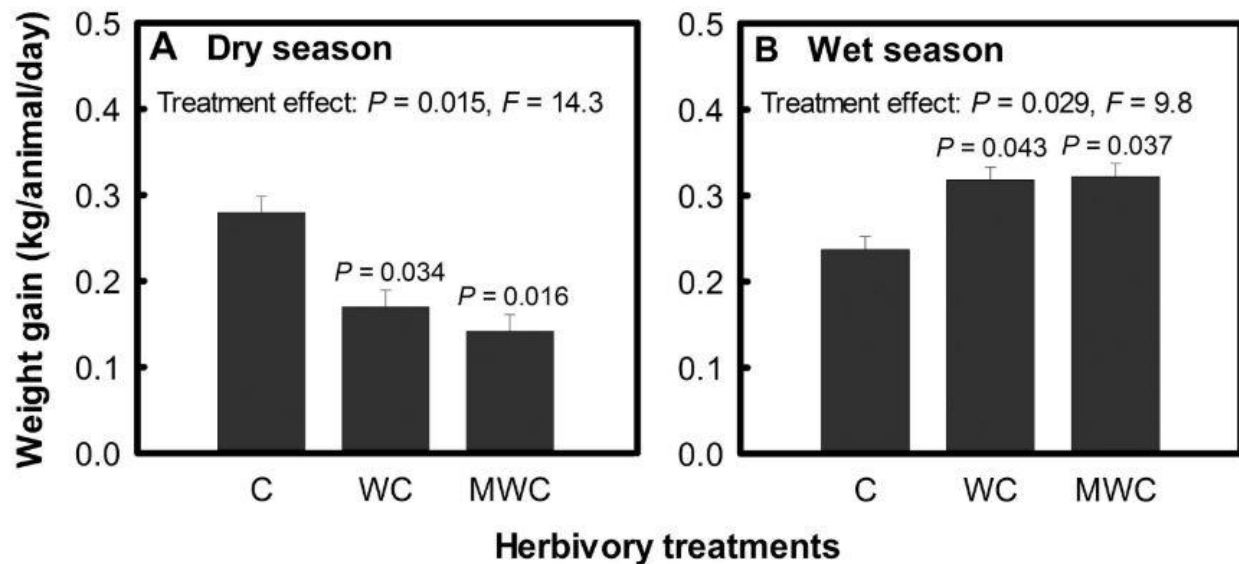 Weight gain (kg/animal/day)
0.5
0.4
0.3
0.2
0.1
0.0
A Dry season
Treatment effect: P = 0.015, F = 14.3
P = 0.034
P = 0.016
C WC MWC
0.5
0.4
0.3
0.2
0.1
0.0
B Wet season
Treatment effect: P = 0.029, F = 9.8
P = 0.043
P = 0.037
C WC MWC
Herbivory treatments